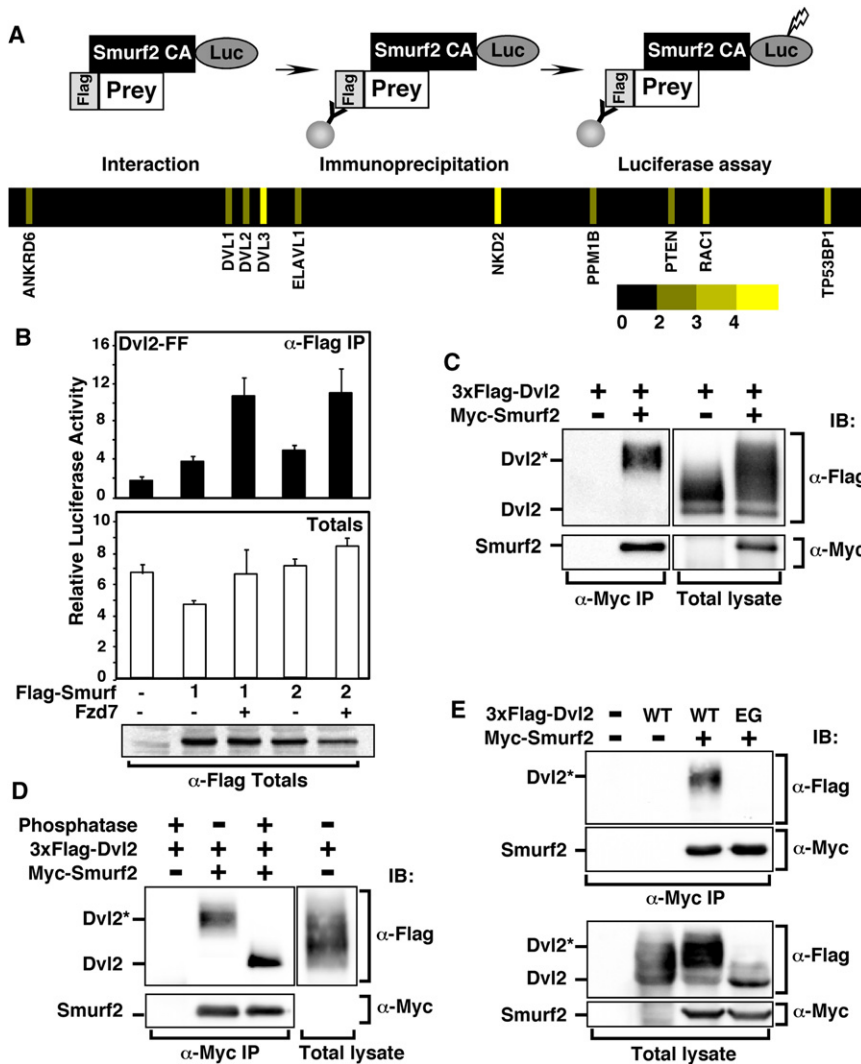 A
Smurf2 CA Luc
Flag Prey
Smurf2 CA Luc
Flag Prey
Smurf2 CA Luc
Flag Prey
Interaction Immunoprecipitation Luciferase assay
ANKRD6 DVL1 DVL2 DVL3 ELAVL1 NKD2 PPM1B PTEN RAC1 TP53BP1
0 2 3 4
B
Relative Luciferase Activity
Dvl2-FF α-Flag IP
16
12
8
4
0
Totals
8
6
4
2
0
Flag-Smurf - 1 1 2 2
Fzd7 - - + - +
α-Flag Totals
C
3xFlag-Dvl2 + + + +
Myc-Smurf2 - + - + IB:
Dvl2*
Dvl2
α-Flag
Smurf2 α-Myc
α-Myc IP Total lysate
D
Phosphatase + - + -
3xFlag-Dvl2 + + + +
Myc-Smurf2 - + + - IB:
Dvl2*
Dvl2
α-Flag
Smurf2 α-Myc
α-Myc IP Total lysate
E
3xFlag-Dvl2 - WT WT EG
Myc-Smurf2 - - + + IB:
Dvl2* α-Flag
Smurf2 α-Myc
α-Myc IP
Dvl2*
Dvl2
α-Flag
Smurf2 α-Myc
Total lysate